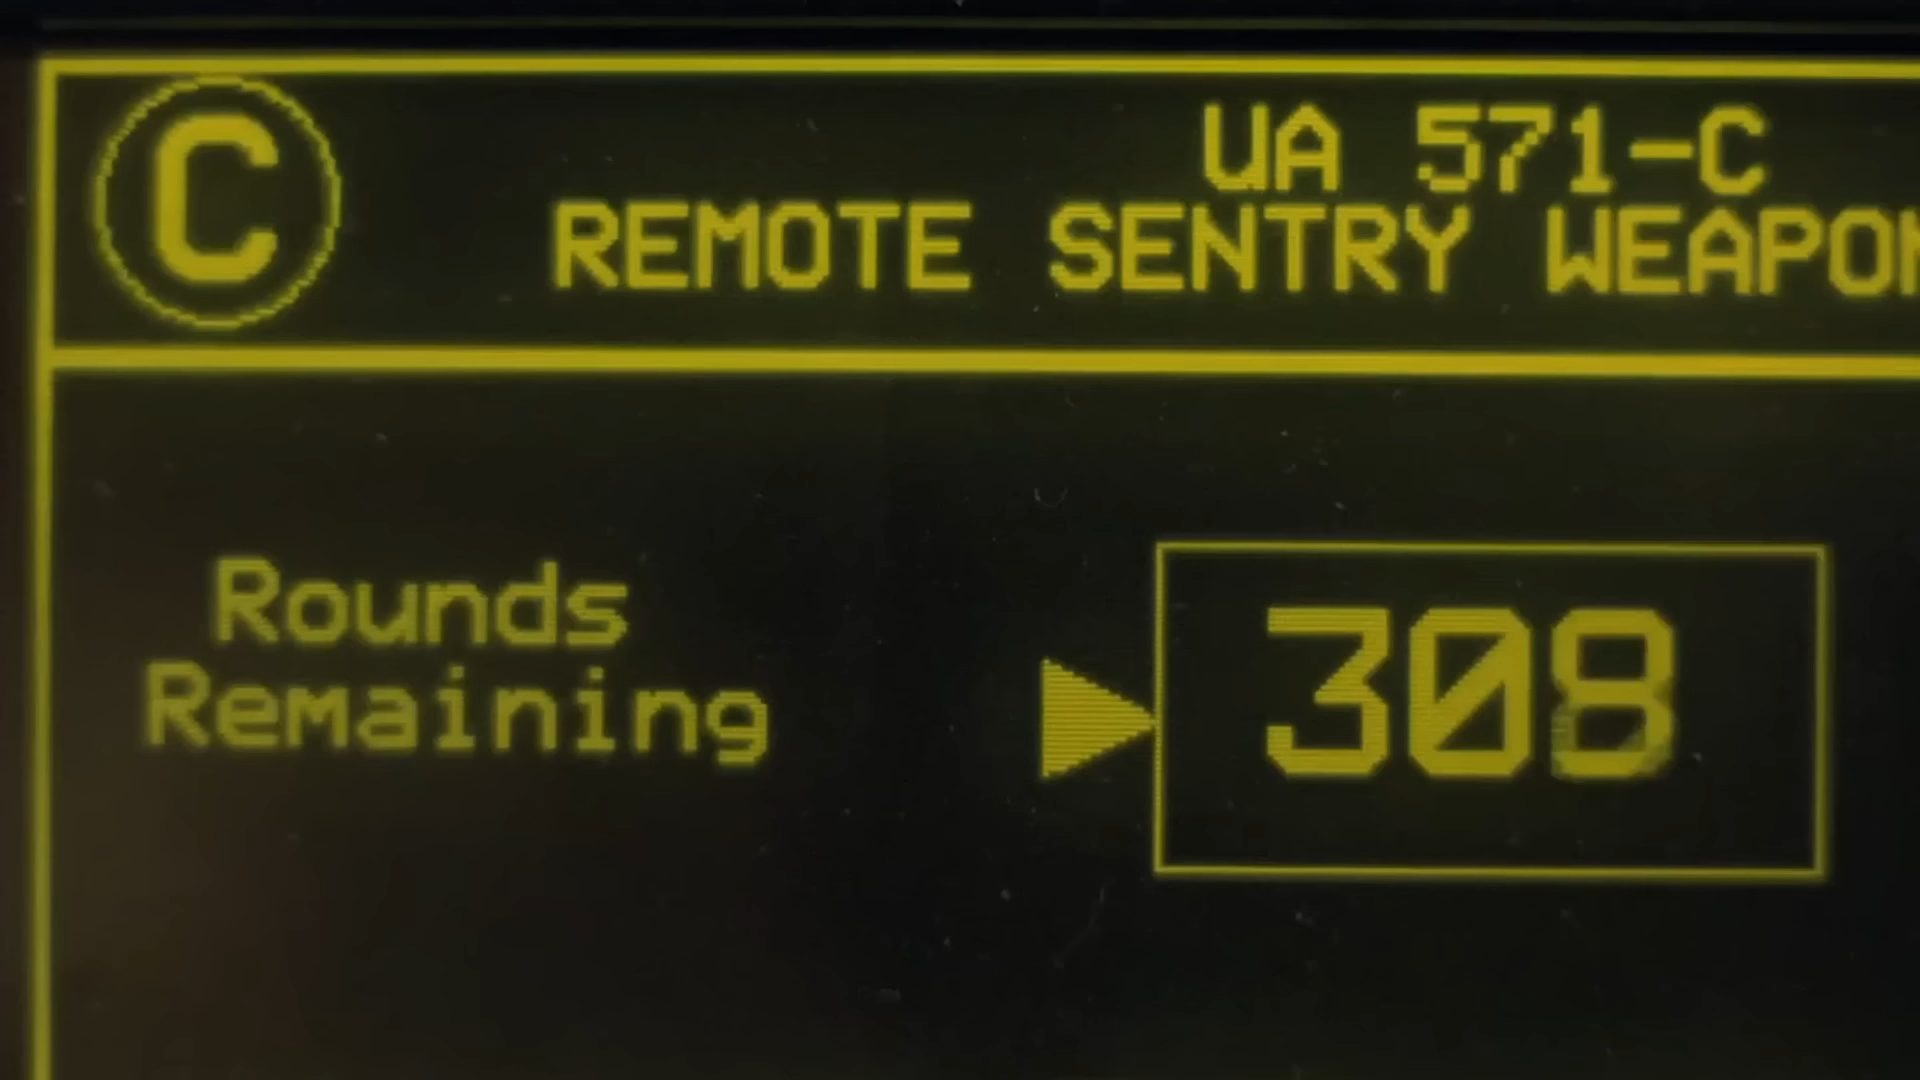 C
UA 571-C
REMOTE SENTRY WEAPON
Rounds
Remaining
308